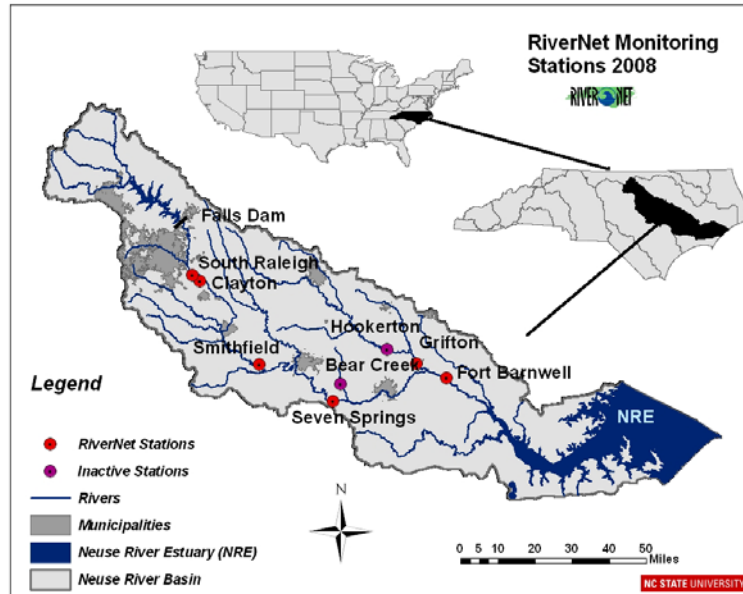 RiverNet Monitoring
Stations 2008
RIVER NET
Falls Dam
South Raleigh
Clayton
Hookerton
Grifton
Smithfield
Bear Creek
Fort Barnwell
Seven Springs
NRE
Legend
RiverNet Stations
Inactive Stations
Rivers
Municipalities
Neuse River Estuary (NRE)
Neuse River Basin
N
0 5 10 20 30 40 50
Miles
NC STATE UNIVERSITY